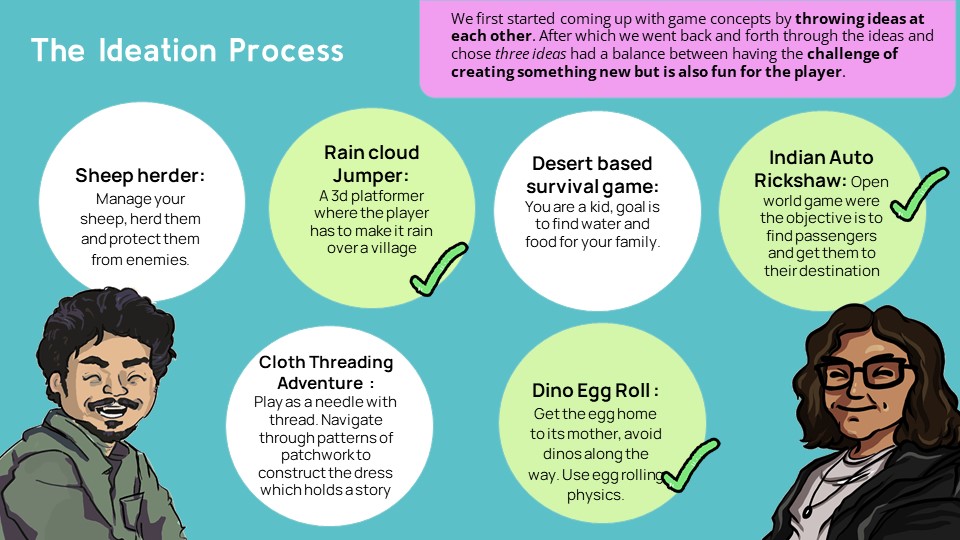 The Ideation Process
We first started coming up with game concepts by throwing ideas at
each other. After which we went back and forth through the ideas and
chose three ideas had a balance between having the challenge of
creating something new but is also fun for the player.
Sheep herder:
Manage your
sheep, herd them
and protect them
from enemies.
Rain cloud
Jumper:
A 3d platformer
where the player
has to make it rain
over a village
Desert based
survival game:
You are a kid, goal is
to find water and
food for your family.
Indian Auto
Rickshaw: Open
world game were
the objective is to
find passengers
and get them to
their destination
Cloth Threading
Adventure :
Play as a needle with
thread. Navigate
through patterns of
patchwork to
construct the dress
which holds a story
Dino Egg Roll :
Get the egg home
to its mother, avoid
dinos along the
way. Use egg rolling
physics.